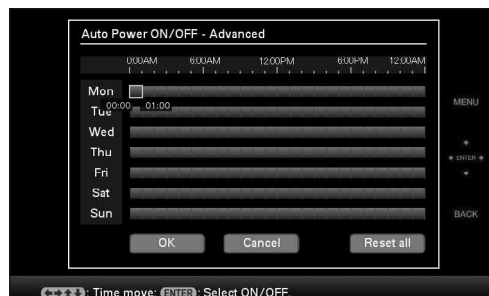 Auto Power ON/OFF - Advanced
0:00AM 6:00AM 12:00PM 6:00PM 12:00AM
Mon
00:00 - 01:00
Tue
Wed
Thu
Fri
Sat
Sun
OK Cancel Reset all
MENU
ENTER
BACK
: Time move; ENTER: Select ON/OFF.